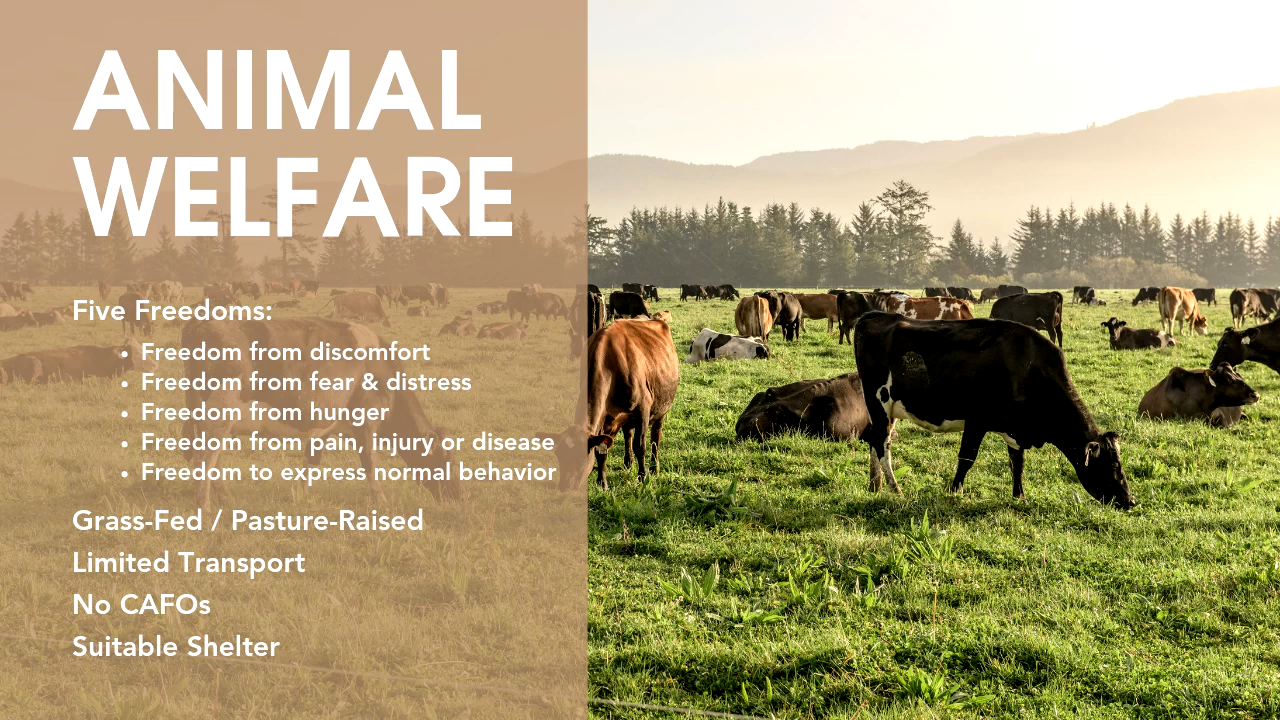 ANIMAL
WELFARE
Five Freedoms:
• Freedom from discomfort
• Freedom from fear & distress
• Freedom from hunger
• Freedom from pain, injury or disease
• Freedom to express normal behavior
Grass-Fed / Pasture-Raised
Limited Transport
No CAFOs
Suitable Shelter